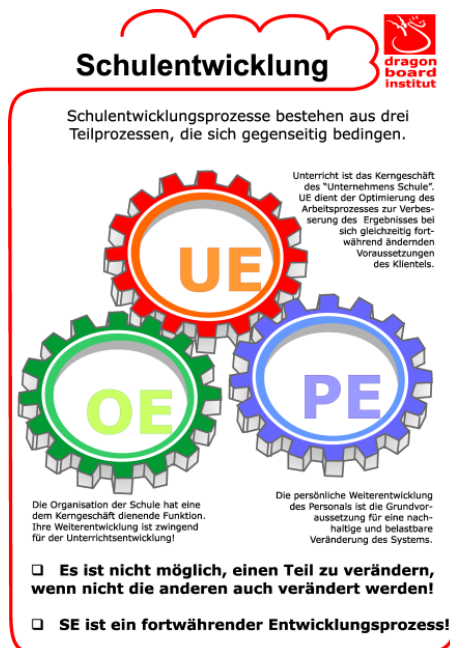 Schulentwicklung
dragon
board
institut
Schulentwicklungsprozesse bestehen aus drei
Teilprozessen, die sich gegenseitig bedingen.
Unterricht ist das Kerngeschäft
des "Unternehmens Schule".
UE dient der Optimierung des
Arbeitsprozesses zur Verbes-
serung des Ergebnisses bei
sich gleichzeitig fort-
während ändernden
Voraussetzungen
des Klientels.
UE
OE
PE
Die Organisation der Schule hat eine
dem Kerngeschäft dienende Funktion.
Ihre Weiterentwicklung ist zwingend
für der Unterrichtsentwicklung!
Die persönliche Weiterentwicklung
des Personals ist die Grundvor-
aussetzung für eine nach-
haltige und belastbare
Veränderung des Systems.
❑ Es ist nicht möglich, einen Teil zu verändern,
wenn nicht die anderen auch verändert werden!
❑ SE ist ein fortwährender Entwicklungsprozess!